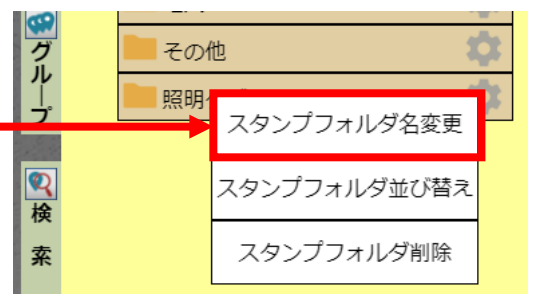 グループ
その他
照明
スタンプフォルダ名変更
検索
スタンプフォルダ並び替え
スタンプフォルダ削除